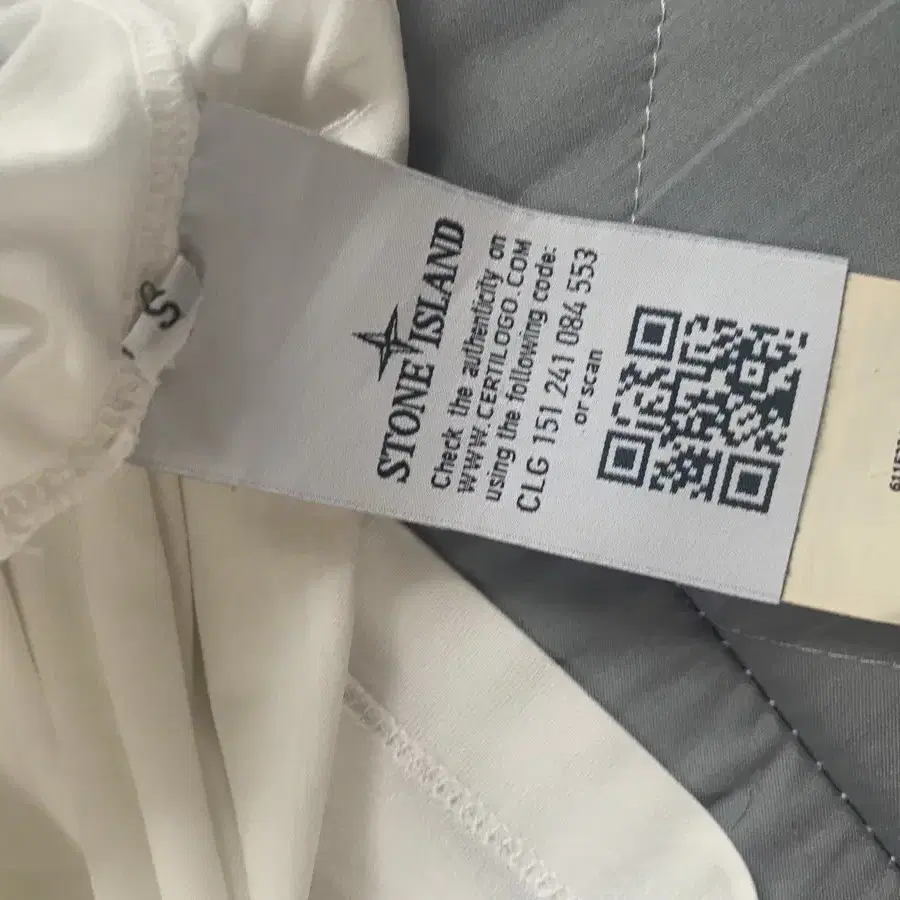 STONE ISLAND
Check the authenticity on
WWW.CERTILOGO.COM
using the following code:
CLG 151 241 084 553
or scan
S